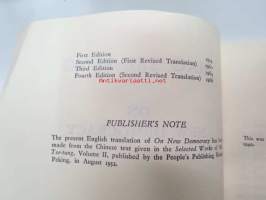 First Edition
Second Edition (First Revised Translation)
Third Edition
Fourth Edition (Second Revised Translation)
Antikvariaatti.net
PUBLISHER'S NOTE
The present English translation of On New Democracy has
made from the Chinese text given in the Selected Works of
Tse-tung, Volume II, published by the People's Publishing
Peking, in August 1952.
This was